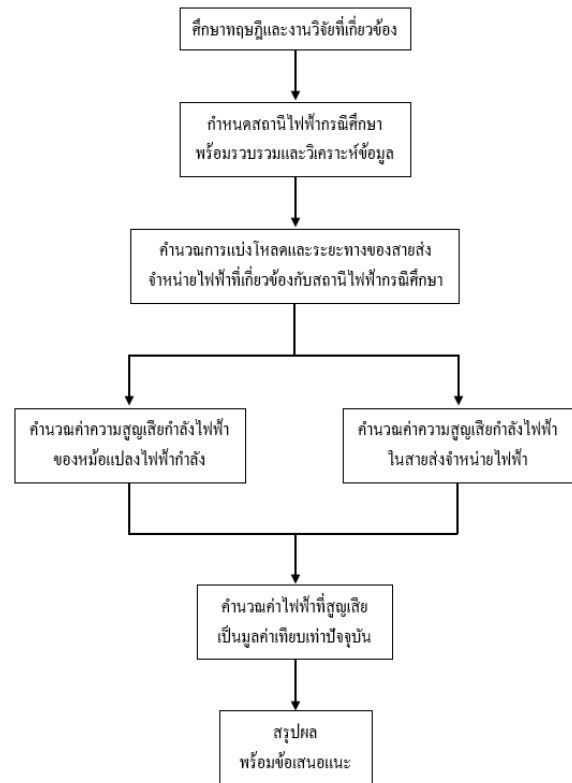 ศึกษาทฤษฎีและงานวิจัยที่เกี่ยวข้อง
กำหนดสถานีไฟฟ้ากรณีศึกษา
พร้อมรวบรวมและวิเคราะห์ข้อมูล
คำนวณการแบ่งโหลดและระยะทางของสายส่ง
จำหน่ายไฟฟ้าที่เกี่ยวข้องกับสถานีไฟฟ้ากรณีศึกษา
คำนวณค่าความสูญเสียกำลังไฟฟ้า
ของหม้อแปลงไฟฟ้ากำลัง
คำนวณค่าความสูญเสียกำลังไฟฟ้า
ในสายส่งจำหน่ายไฟฟ้า
คำนวณค่าไฟฟ้าที่สูญเสีย
เป็นมูลค่าเทียบเท่าปัจจุบัน
สรุปผล
พร้อมข้อเสนอแนะ